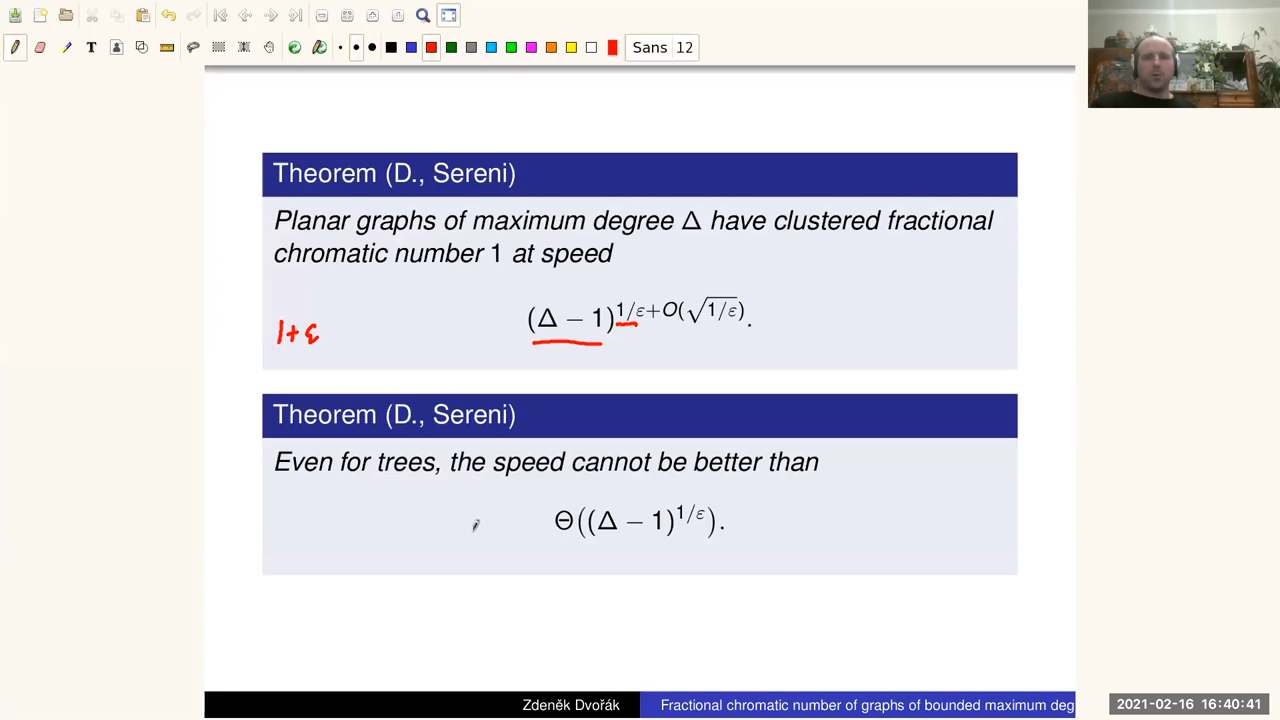 Sans 12
Theorem (D., Sereni)
Planar graphs of maximum degree Δ have clustered fractional
chromatic number 1 at speed
(Δ − 1)^{1/ε+O(√(1/ε))}.
1+ε
Theorem (D., Sereni)
Even for trees, the speed cannot be better than
Θ((Δ − 1)^{1/ε}).
Zdeněk Dvořák Fractional chromatic number of graphs of bounded maximum deg
2021-02-16 16:40:41